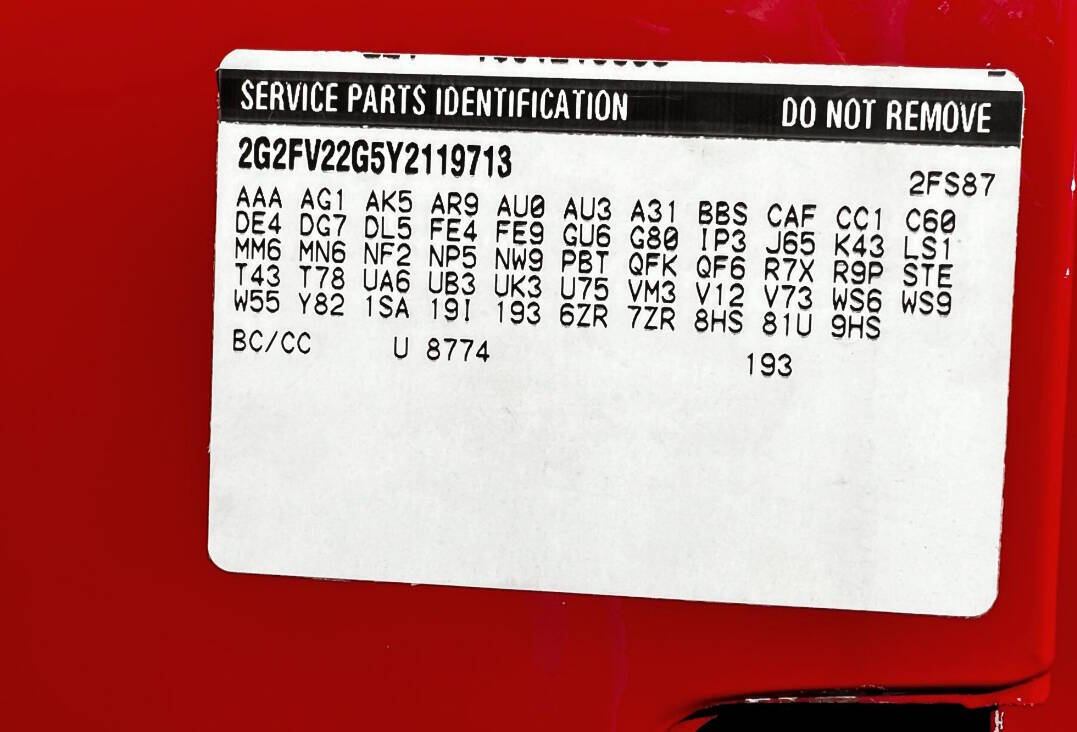 SERVICE PARTS IDENTIFICATION DO NOT REMOVE
2G2FV22G5Y2119713 2FS87
AAA AG1 AK5 AR9 AU0 AU3 A31 BBS CAF CC1 C60
DE4 DG7 DL5 FE4 FE9 GU6 G80 IP3 J65 K43 LS1
MM6 MN6 NF2 NP5 NW9 PBT QFK QF6 R7X R9P STE
T43 T78 UA6 UB3 UK3 U75 VM3 V12 V73 WS6 WS9
W55 Y82 1SA 19I 193 6ZR 7ZR 8HS 81U 9HS
BC/CC U 8774 193